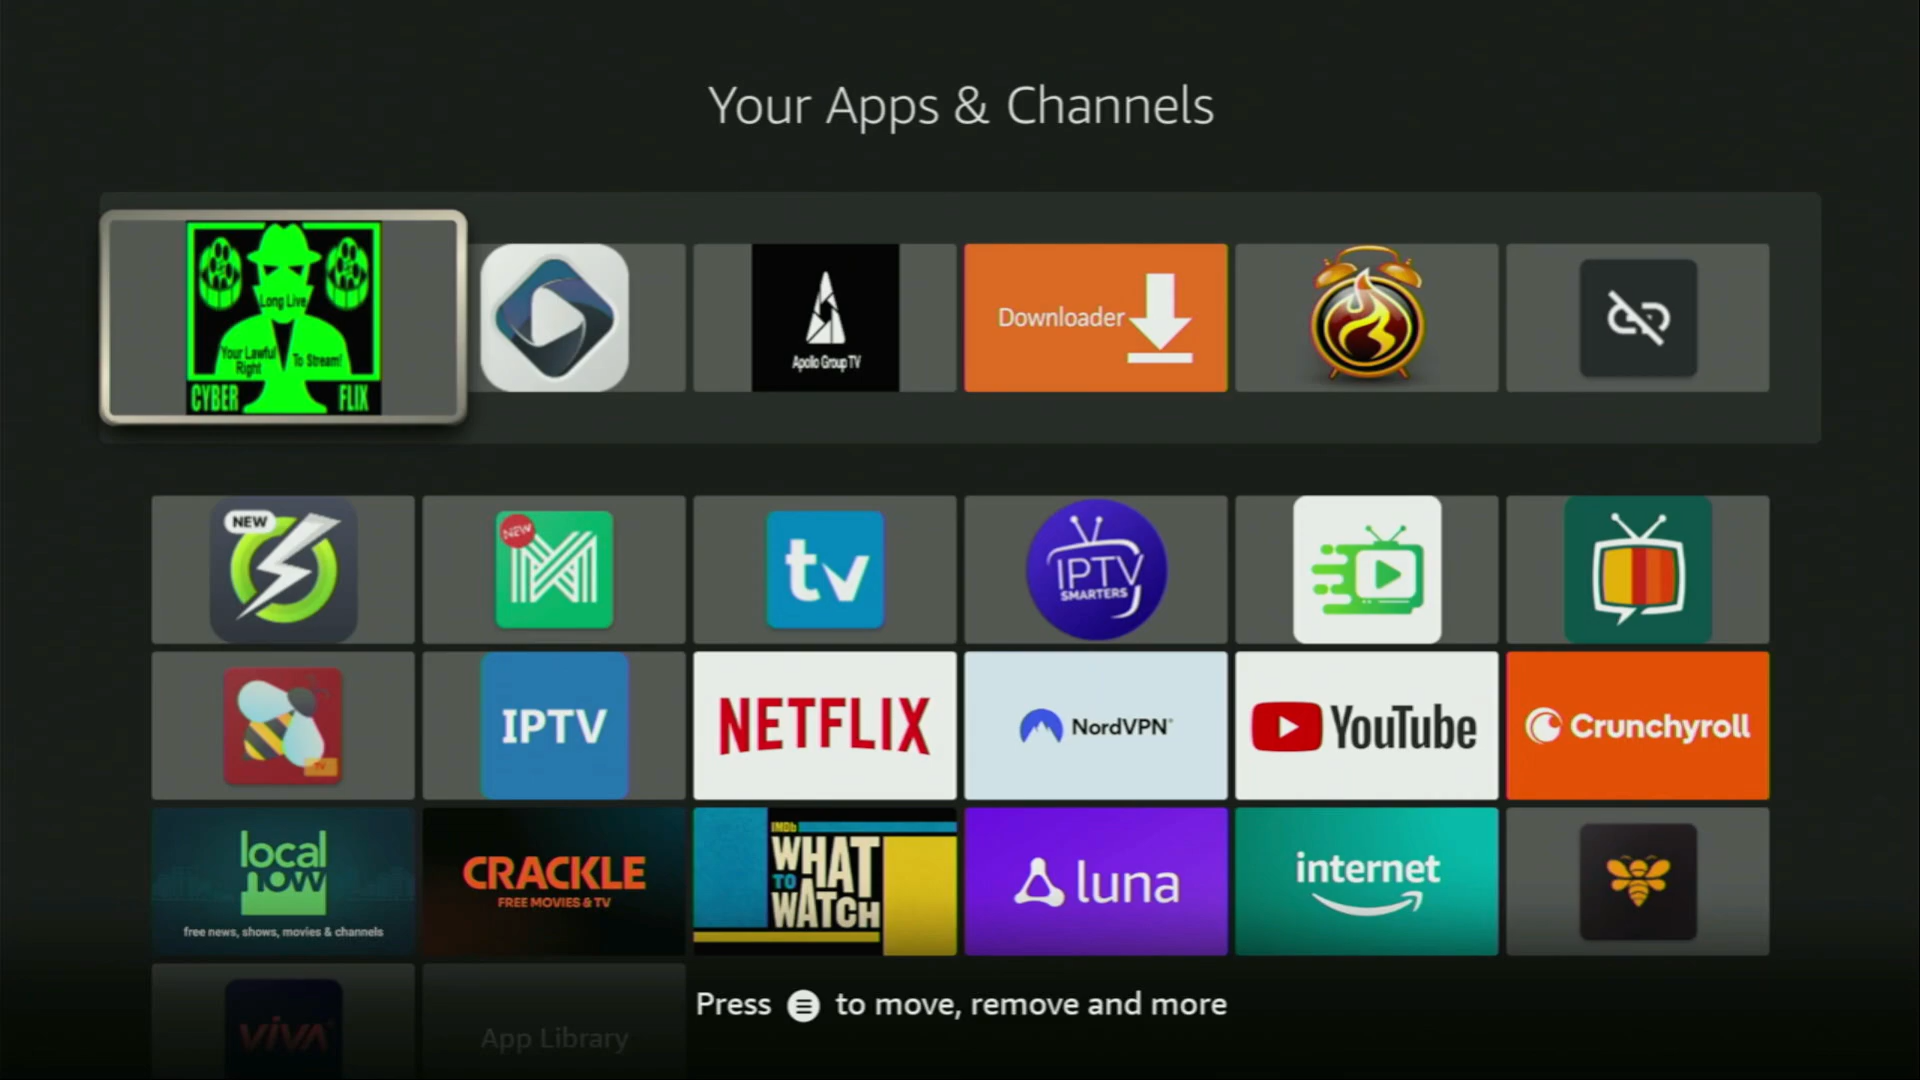 Your Apps & Channels
Long Live
Your Lawful
Right
To Stream!
CYBER
FLIX
Apollo Group TV
Downloader
NEW
NEW
tv
IPTV
SMARTERS
TV
IPTV
NETFLIX
NordVPN®
YouTube
Crunchyroll
local
now
free news, shows, movies & channels
CRACKLE
FREE MOVIES & TV
IMDb
WHAT
TO
WATCH
luna
internet
VIVA
App Library
Press to move, remove and more